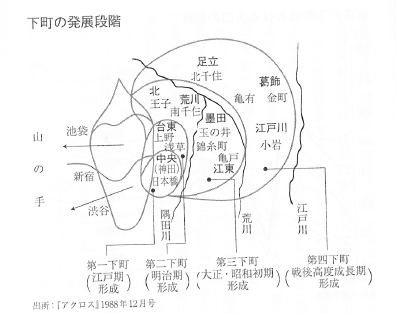 下町の発展段階
足立
北千住
葛飾
亀有 金町
北
王子
荒川
南千住
墨田
玉の井
錦糸町
江戸川
小岩
台東
上野
浅草
亀戸
江東
中央
(神田)
日本橋
池袋
新宿
渋谷
山の手
隅田川
荒川
江戸川
第一下町
(江戸期)
形成
第二下町
(明治期)
形成
第三下町
(大正・昭和初期)
形成
第四下町
(戦後高度成長期)
形成
出所:『アクロス』1988年12月号